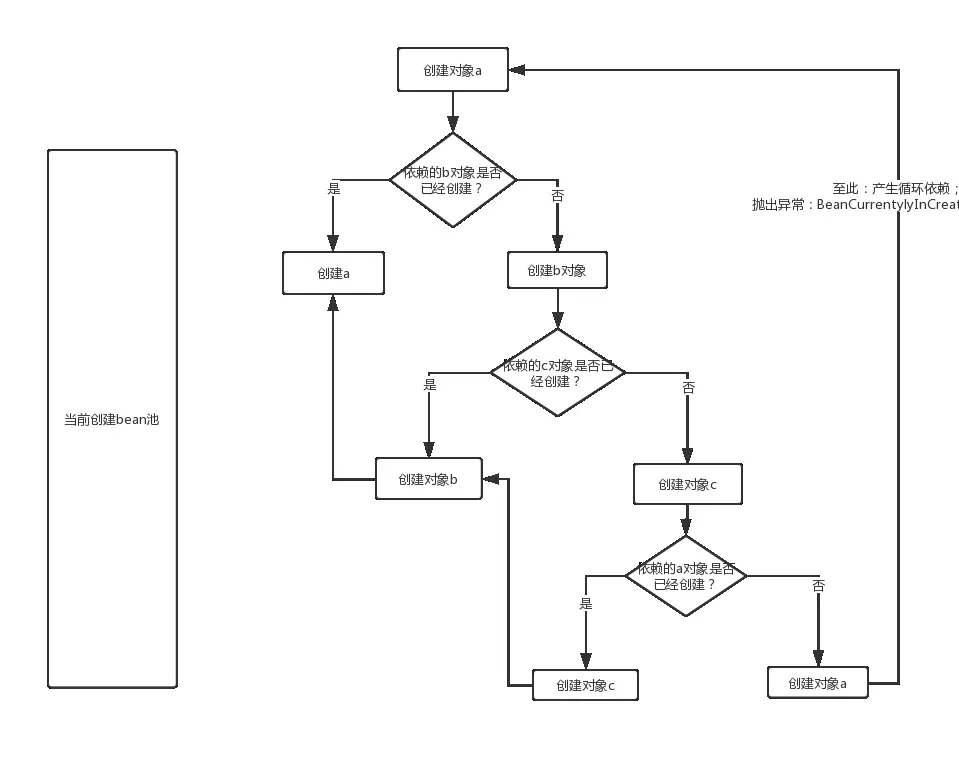 创建对象a
依赖的b对象是否
已经创建？
是
否
至此：产生循环依赖；
抛出异常：BeanCurrentylyInCreat
创建a
创建b对象
依赖的c对象是否已
经创建？
是
否
当前创建bean池
创建对象b
创建对象c
依赖的a对象是否
已经创建？
是
否
创建对象c
创建对象a